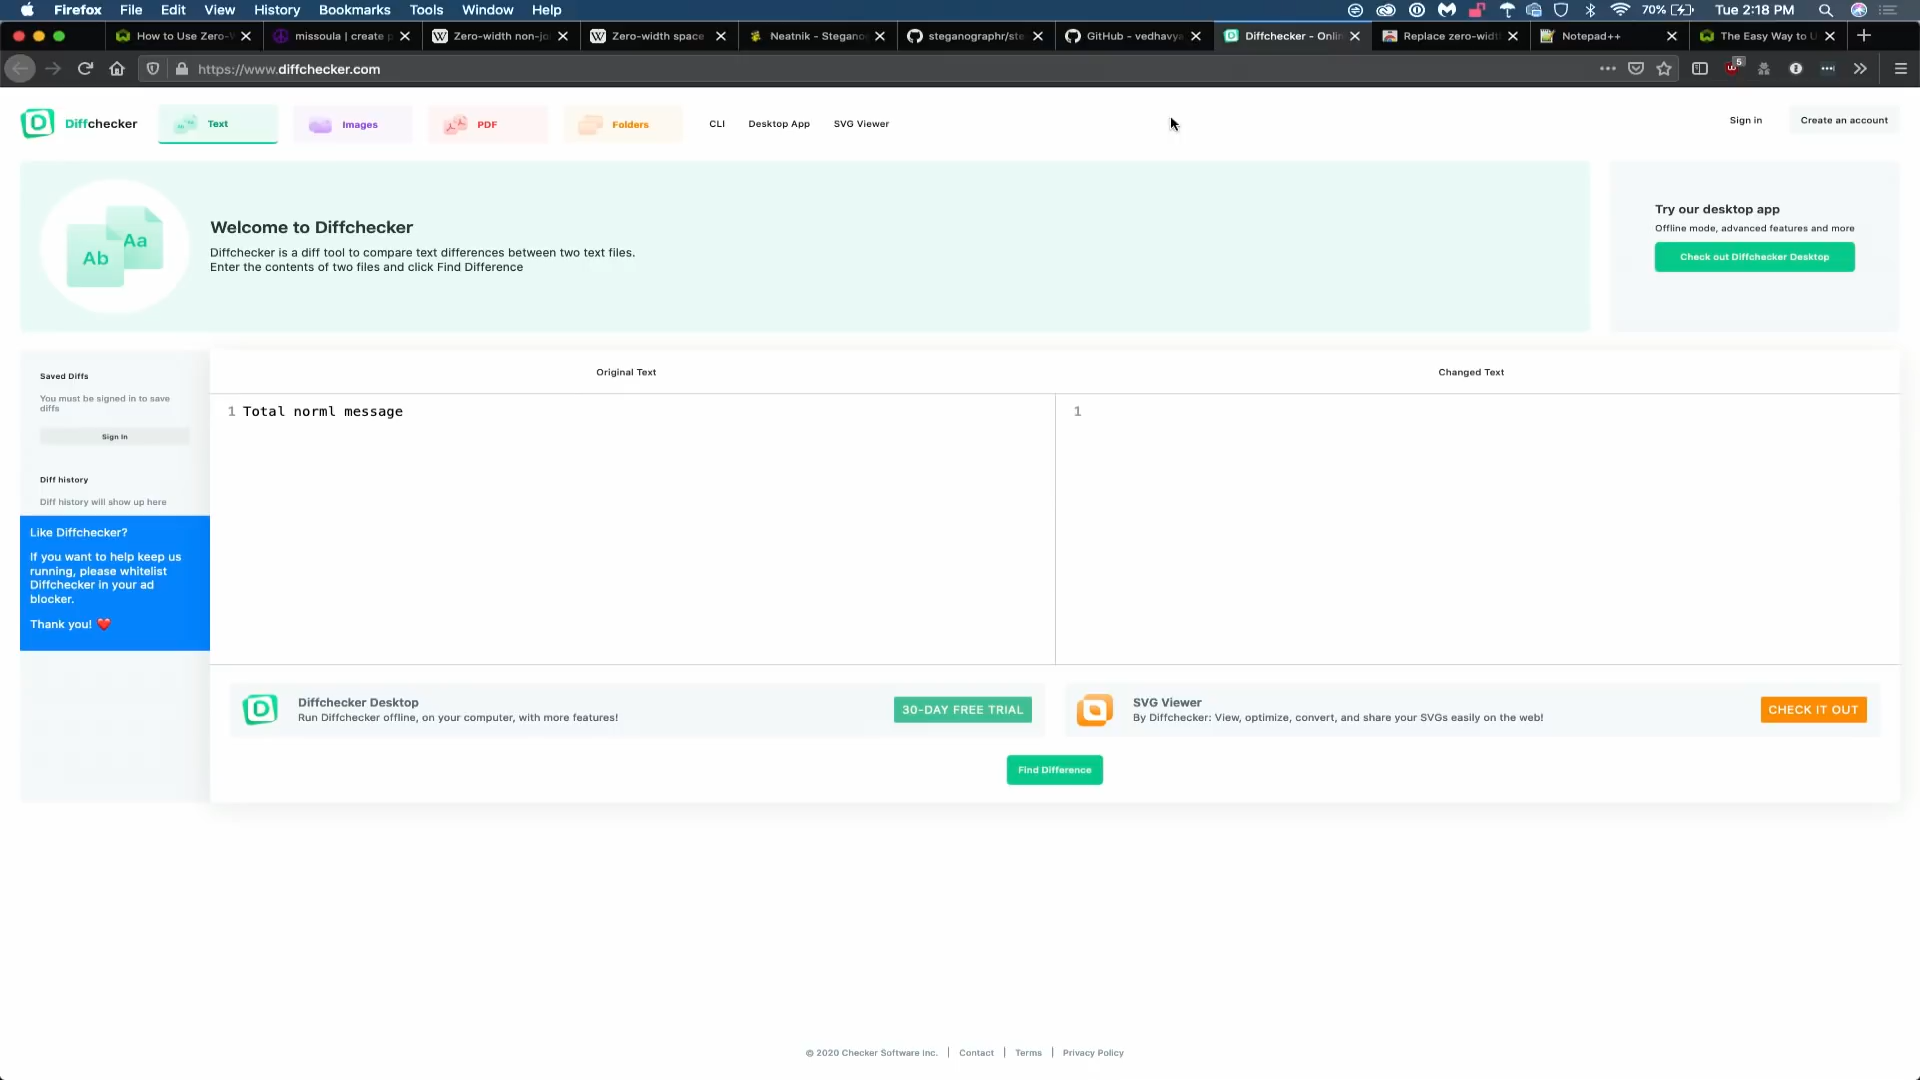 Firefox File Edit View History Bookmarks Tools Window Help 70% Tue 2:18 PM
How to Use Zero-W
missoula | create p
Zero-width non-jo
Zero-width space
Neatnik - Stegano
steganographr/ste
GitHub - vedhavya
Diffchecker - Onlin
Replace zero-widt
Notepad++
The Easy Way to U
https://www.diffchecker.com
5
Diffchecker
Text
Images
PDF
Folders
CLI
Desktop App
SVG Viewer
Sign in
Create an account
Ab
Aa
Welcome to Diffchecker
Diffchecker is a diff tool to compare text differences between two text files.
Enter the contents of two files and click Find Difference
Try our desktop app
Offline mode, advanced features and more
Check out Diffchecker Desktop
Saved Diffs
You must be signed in to save
diffs
Sign In
Diff history
Diff history will show up here
Like Diffchecker?
If you want to help keep us
running, please whitelist
Diffchecker in your ad
blocker.
Thank you! ❤️
Original Text
Changed Text
1 Total norml message
1
Diffchecker Desktop
Run Diffchecker offline, on your computer, with more features!
30-DAY FREE TRIAL
SVG Viewer
By Diffchecker: View, optimize, convert, and share your SVGs easily on the web!
CHECK IT OUT
Find Difference
© 2020 Checker Software Inc. | Contact | Terms | Privacy Policy